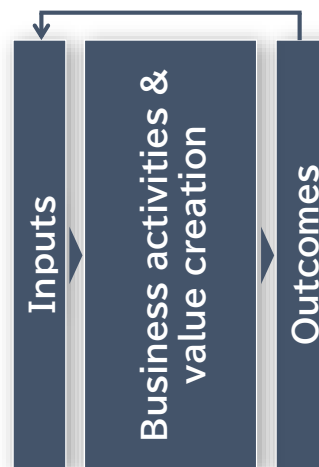 Inputs
Business activities &
value creation
Outcomes